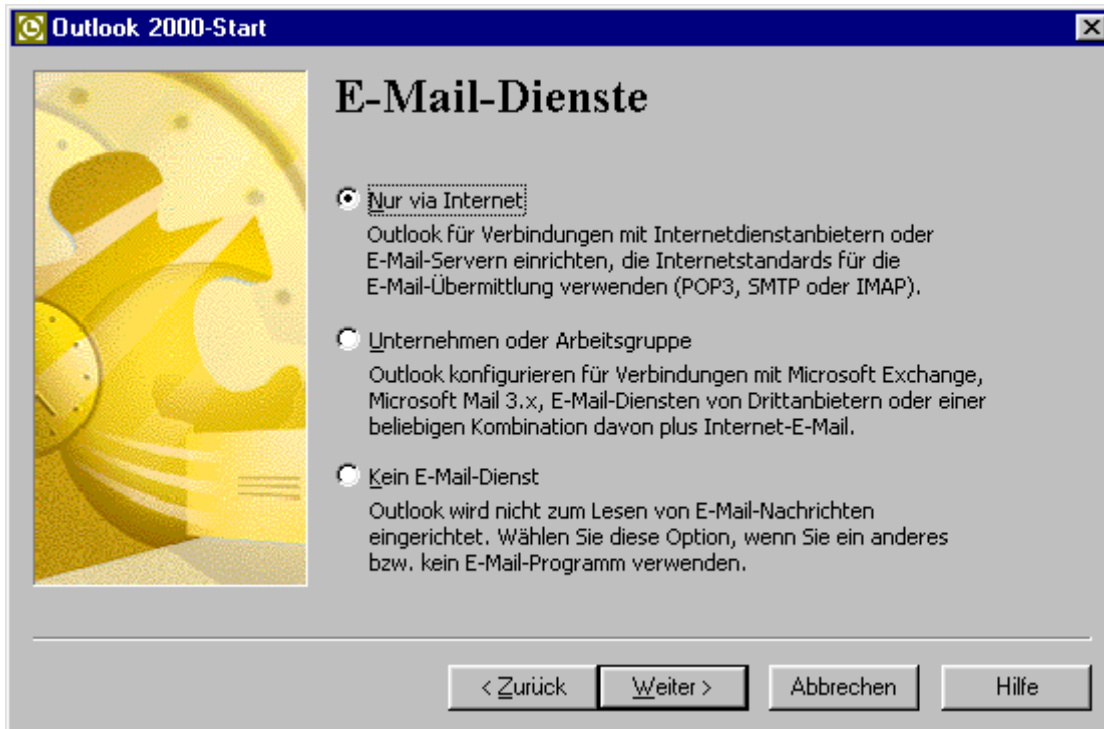 Outlook 2000-Start
E-Mail-Dienste
Nur via Internet
Outlook für Verbindungen mit Internetdienstanbietern oder
E-Mail-Servern einrichten, die Internetstandards für die
E-Mail-Übermittlung verwenden (POP3, SMTP oder IMAP).
Unternehmen oder Arbeitsgruppe
Outlook konfigurieren für Verbindungen mit Microsoft Exchange,
Microsoft Mail 3.x, E-Mail-Diensten von Drittanbietern oder einer
beliebigen Kombination davon plus Internet-E-Mail.
Kein E-Mail-Dienst
Outlook wird nicht zum Lesen von E-Mail-Nachrichten
eingerichtet. Wählen Sie diese Option, wenn Sie ein anderes
bzw. kein E-Mail-Programm verwenden.
< Zurück Weiter > Abbrechen Hilfe